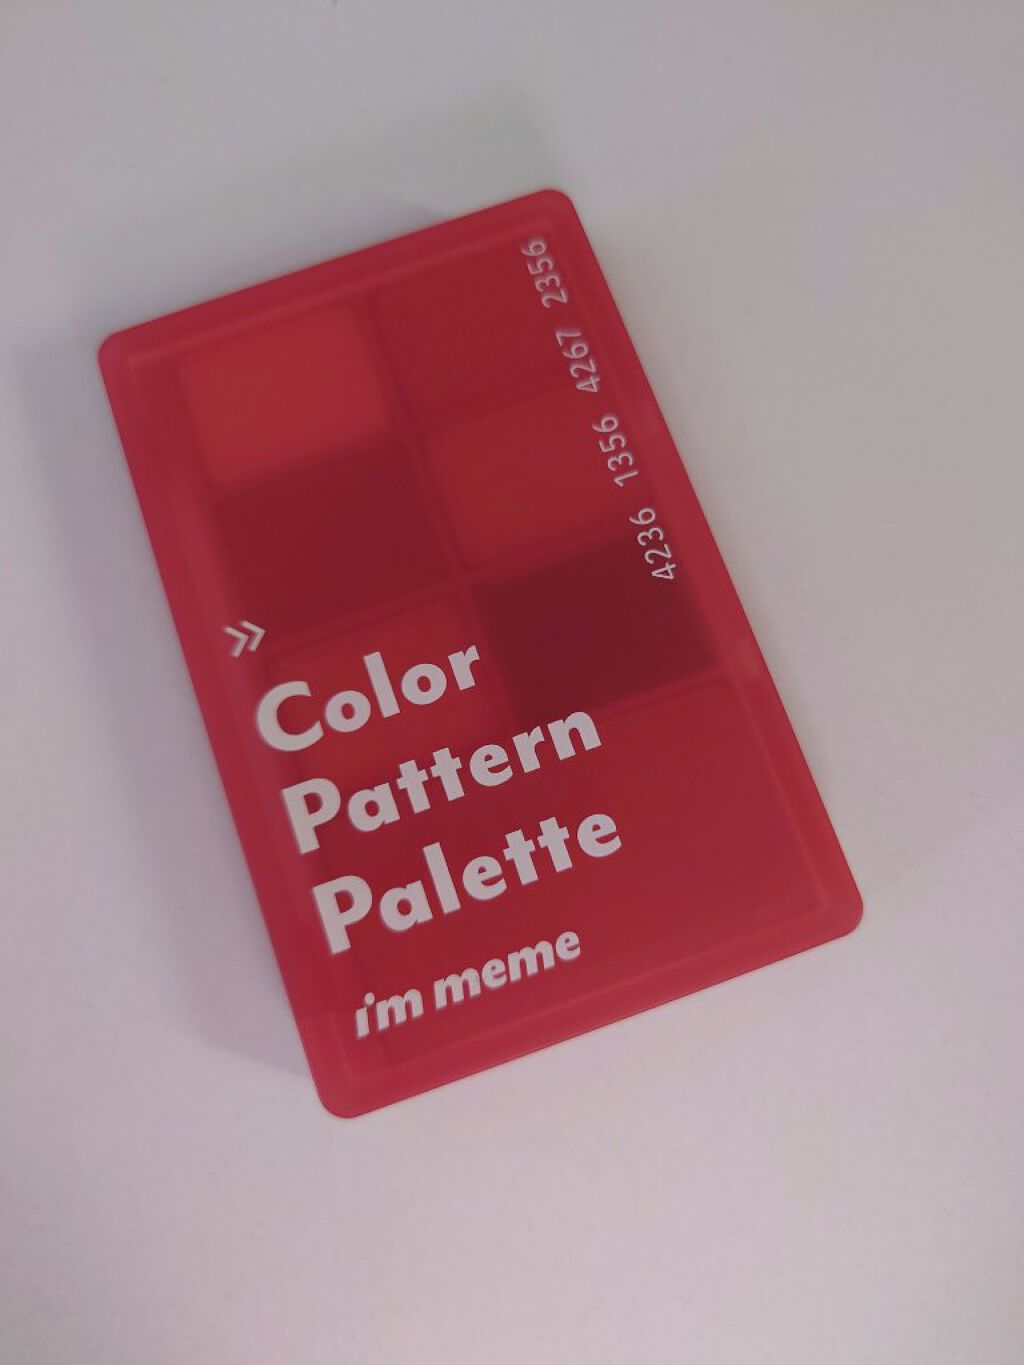 4236 1356 4267 2356
»
Color
Pattern
Palette
i'm meme